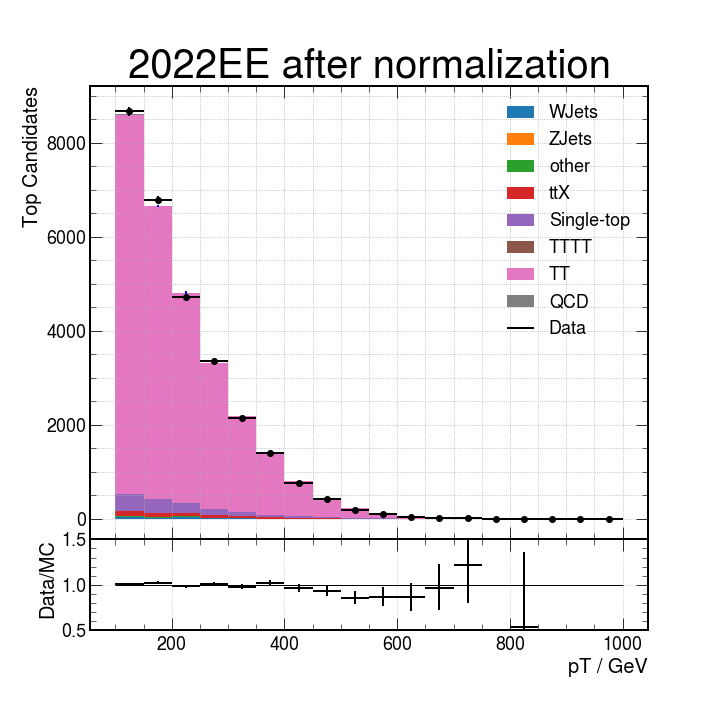 2022EE after normalization
Top Candidates
8000
6000
4000
2000
0
WJets
ZJets
other
ttX
Single-top
TTTT
TT
QCD
Data
Data/MC
1.5
1.0
0.5
200
400
600
800
1000
pT / GeV